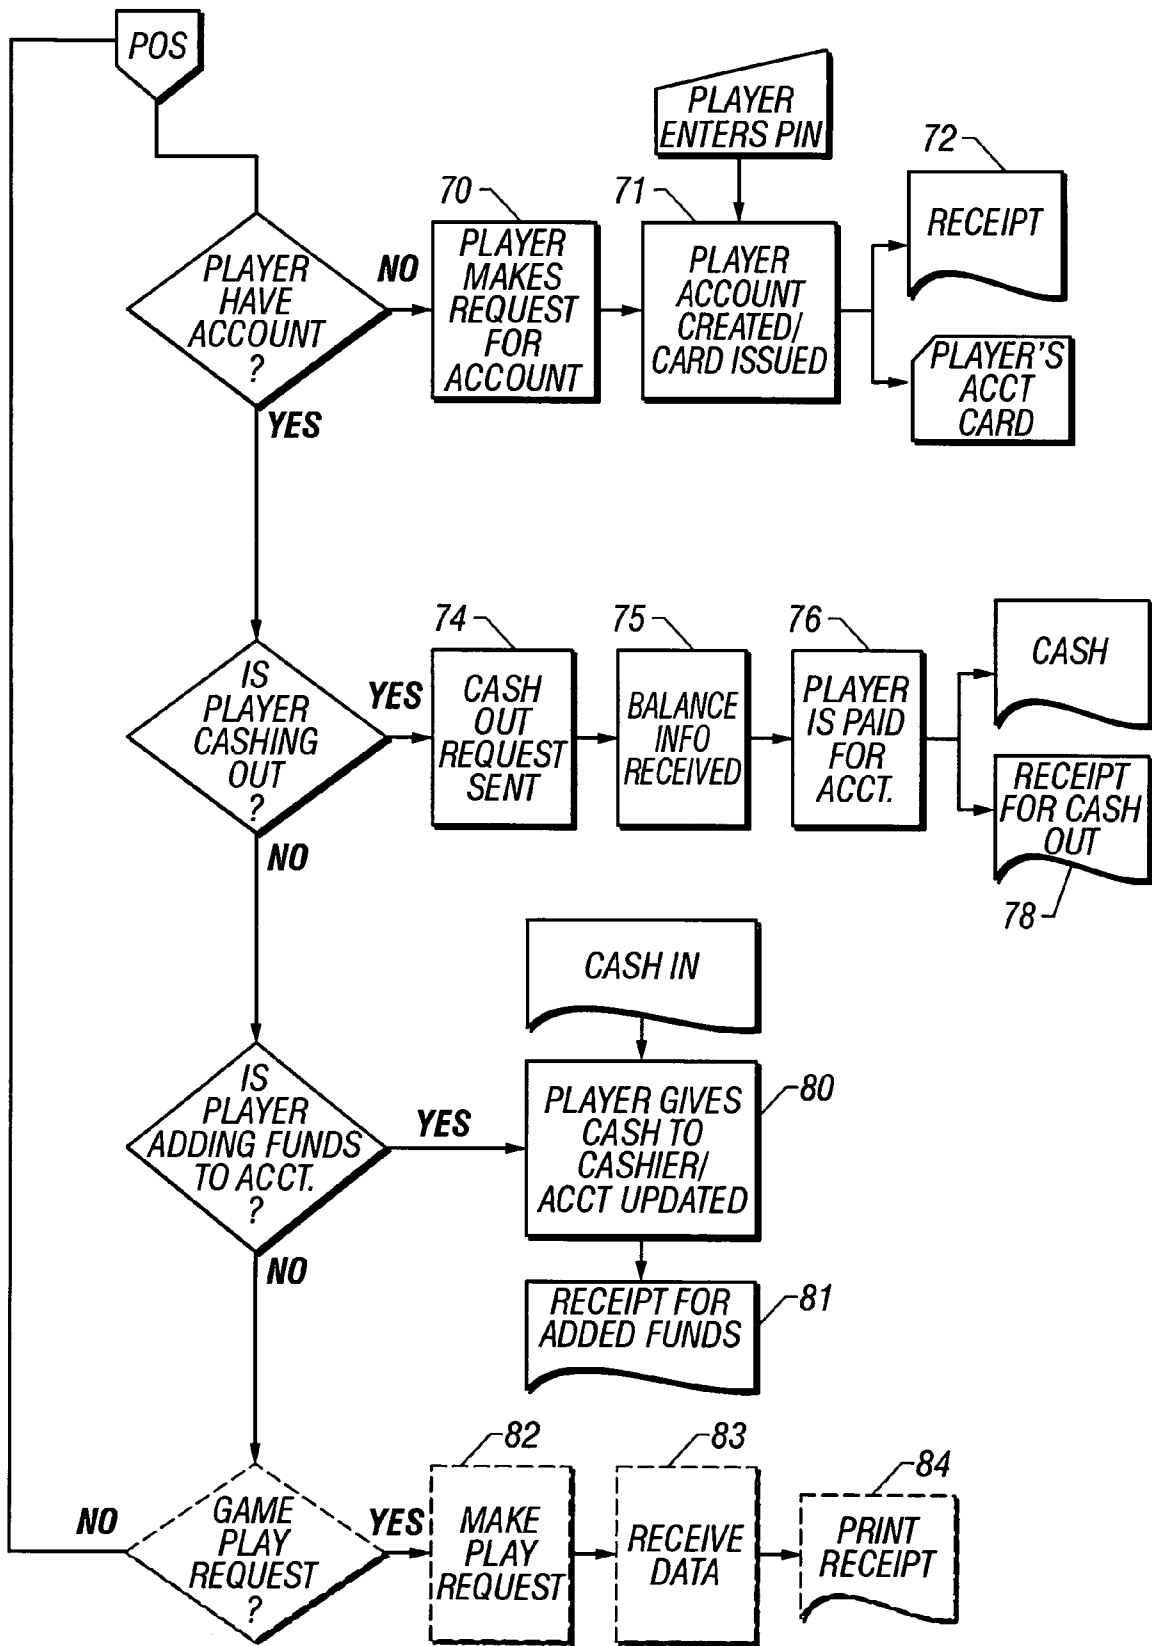 POS
PLAYER
ENTERS PIN
72
70
71
RECEIPT
PLAYER
HAVE
ACCOUNT
?
NO
PLAYER
MAKES
REQUEST
FOR
ACCOUNT
PLAYER
ACCOUNT
CREATED/
CARD ISSUED
PLAYER'S
ACCT
CARD
YES
74
75
76
IS
PLAYER
CASHING
OUT
?
YES
CASH
OUT
REQUEST
SENT
BALANCE
INFO
RECEIVED
PLAYER
IS PAID
FOR
ACCT.
CASH
RECEIPT
FOR CASH
OUT
78
NO
CASH IN
IS
PLAYER
ADDING FUNDS
TO ACCT.
?
YES
PLAYER GIVES
CASH TO
CASHIER/
ACCT UPDATED
80
NO
RECEIPT FOR
ADDED FUNDS
81
82
83
84
NO
GAME
PLAY
REQUEST
?
YES
MAKE
PLAY
REQUEST
RECEIVE
DATA
PRINT
RECEIPT